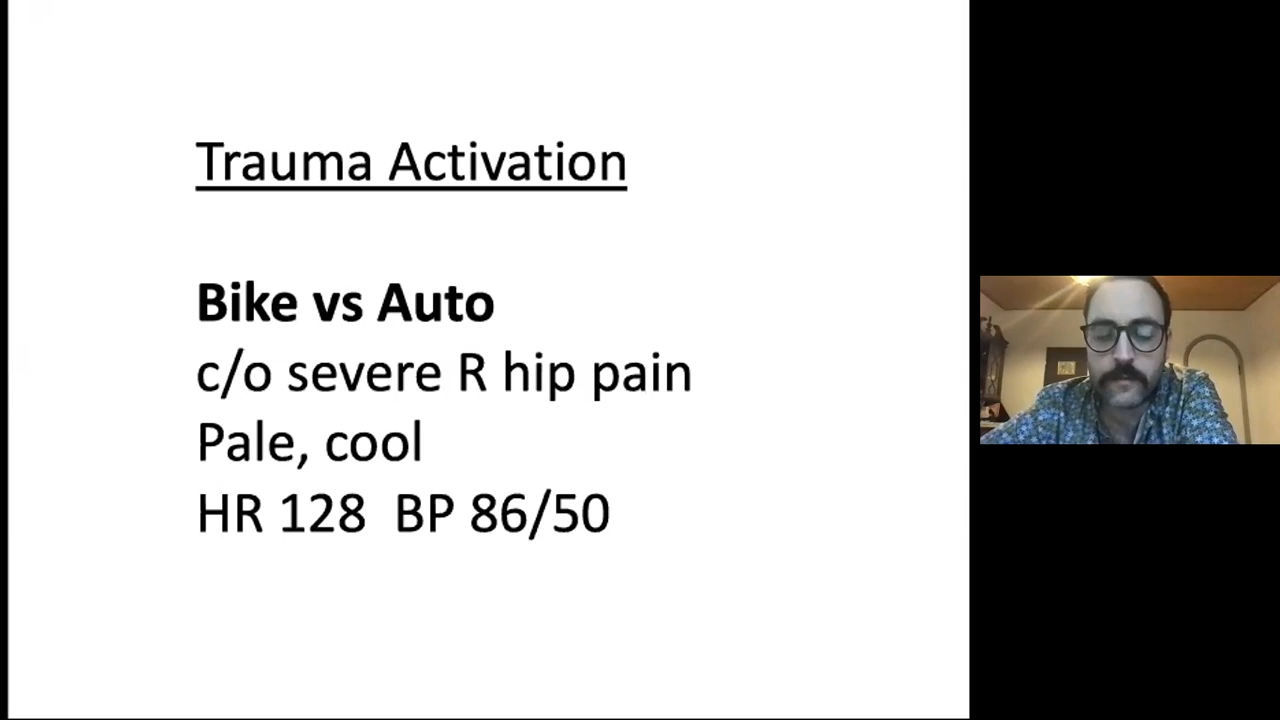 Trauma Activation
Bike vs Auto
c/o severe R hip pain
Pale, cool
HR 128 BP 86/50